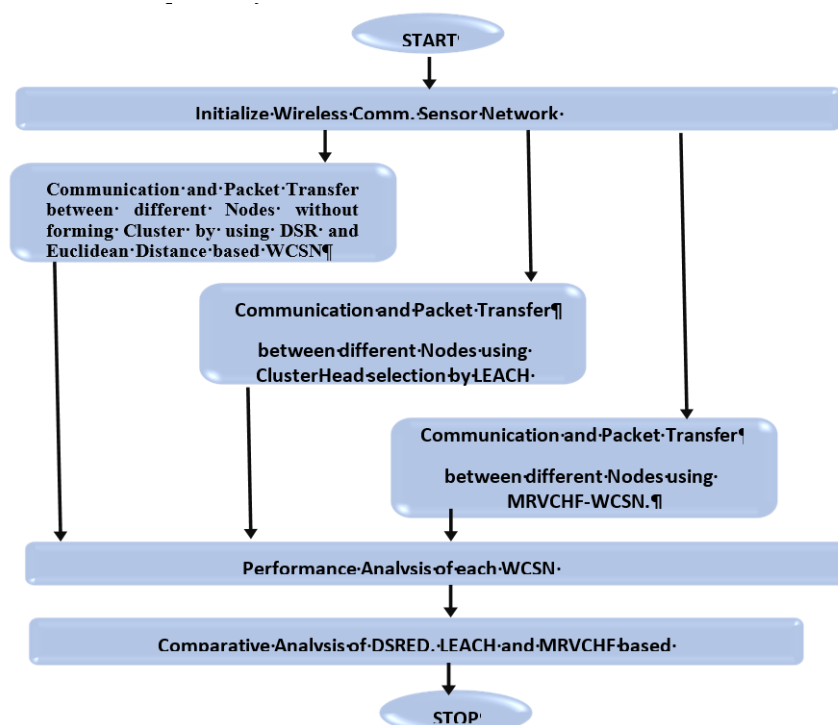 START
Initialize Wireless Comm. Sensor Network
Communication and Packet Transfer
between different Nodes without
forming Cluster by using DSR and
Euclidean Distance based WCSN¶
Communication and Packet Transfer¶
between different Nodes using
ClusterHead selection by LEACH
Communication and Packet Transfer¶
between different Nodes using
MRVCHF-WCSN.¶
Performance Analysis of each WCSN
Comparative Analysis of DSRED, LEACH and MRVCHF based
STOP